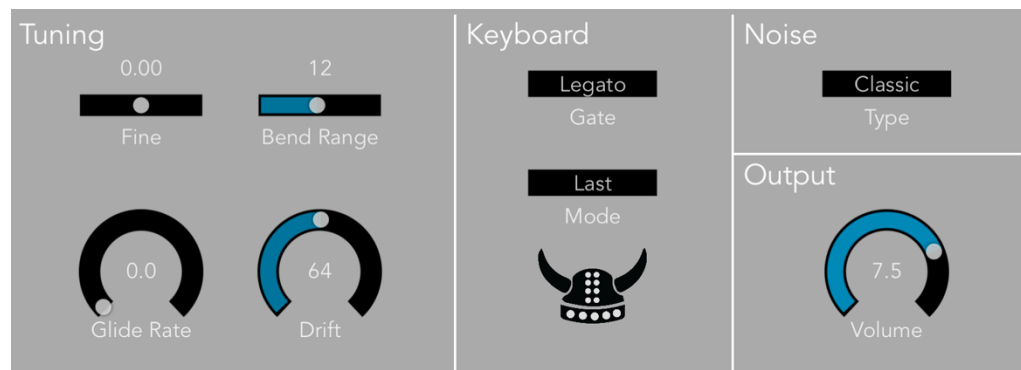 Tuning
0.00
Fine
12
Bend Range
0.0
Glide Rate
64
Drift
Keyboard
Legato
Gate
Last
Mode
Noise
Classic
Type
Output
7.5
Volume